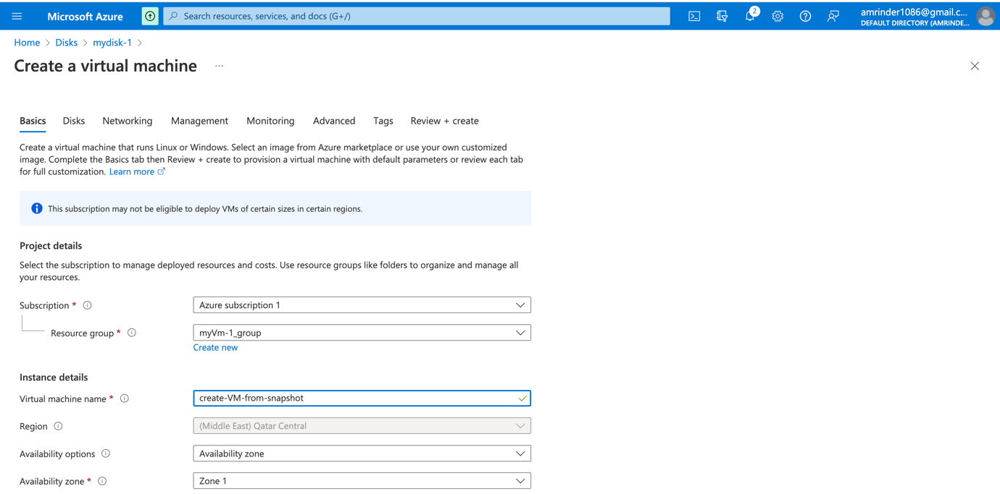 Microsoft Azure
Search resources, services, and docs (G+/)
2
amrinder1086@gmail.c...
DEFAULT DIRECTORY (AMRINDE...
Home > Disks > mydisk-1 >
Create a virtual machine ...
Basics Disks Networking Management Monitoring Advanced Tags Review + create
Create a virtual machine that runs Linux or Windows. Select an image from Azure marketplace or use your own customized
image. Complete the Basics tab then Review + create to provision a virtual machine with default parameters or review each tab
for full customization. Learn more
This subscription may not be eligible to deploy VMs of certain sizes in certain regions.
Project details
Select the subscription to manage deployed resources and costs. Use resource groups like folders to organize and manage all
your resources.
Subscription * Azure subscription 1
Resource group * myVm-1_group
Create new
Instance details
Virtual machine name * create-VM-from-snapshot
Region (Middle East) Qatar Central
Availability options Availability zone
Availability zone * Zone 1